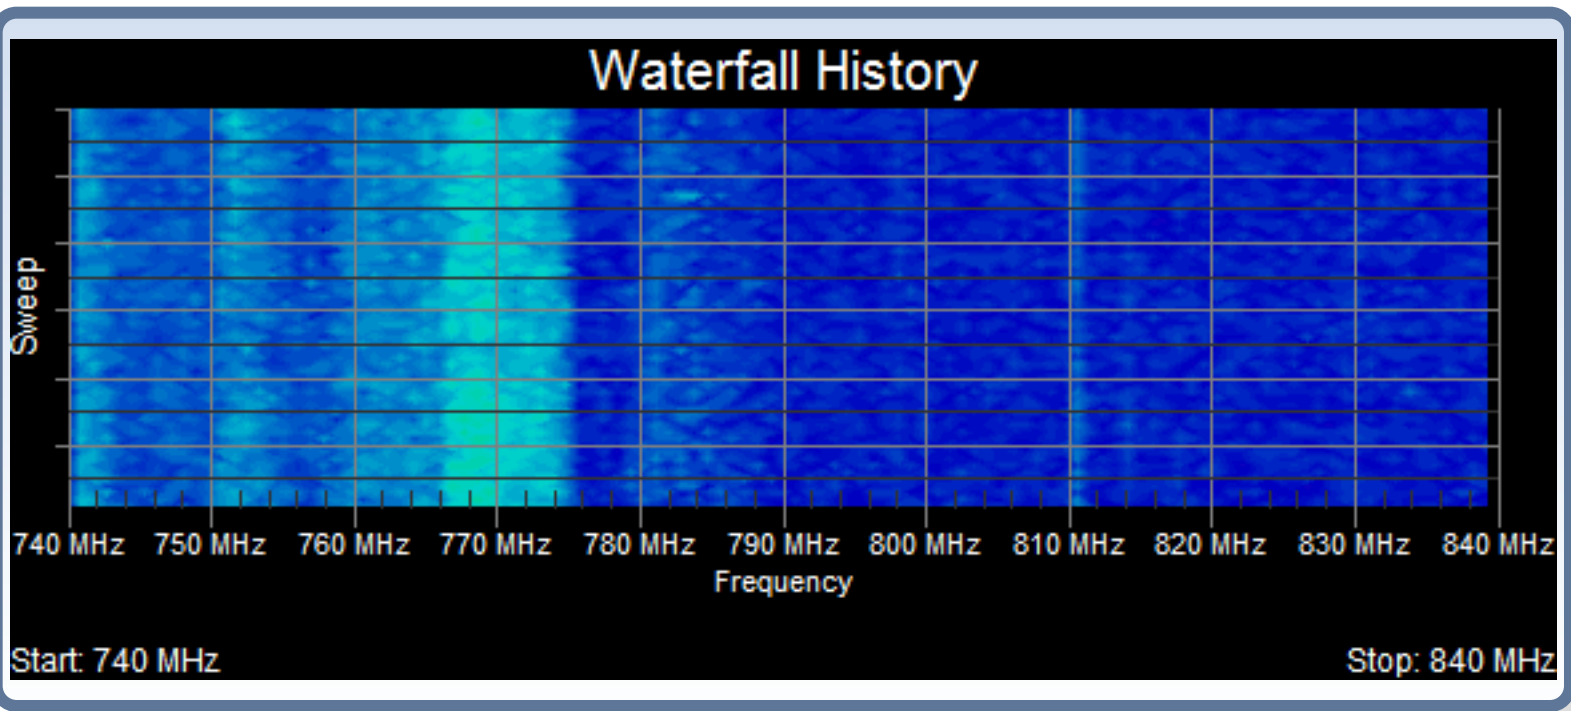 Waterfall History
Sweep
740 MHz 750 MHz 760 MHz 770 MHz 780 MHz 790 MHz 800 MHz 810 MHz 820 MHz 830 MHz 840 MHz
Frequency
Start: 740 MHz Stop: 840 MHz